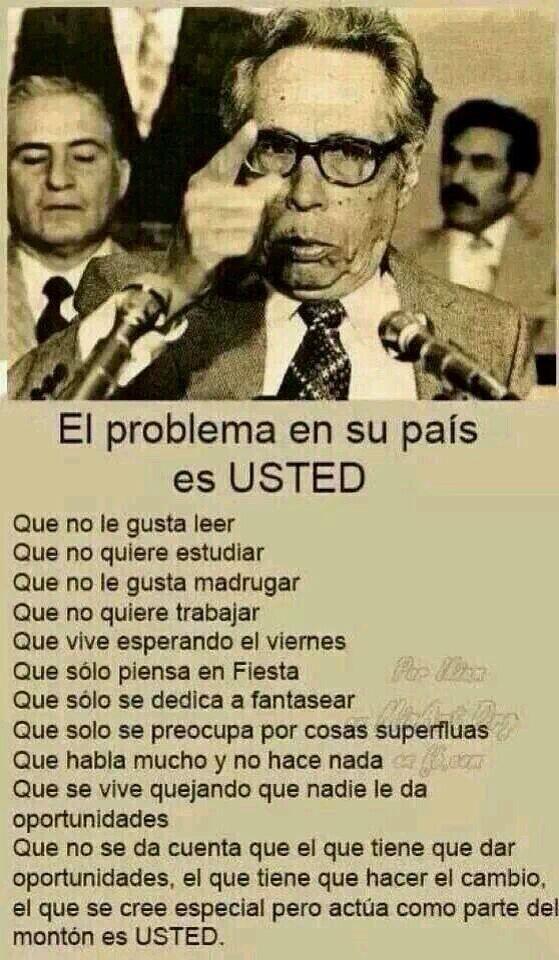 El problema en su país
es USTED
Que no le gusta leer
Que no quiere estudiar
Que no le gusta madrugar
Que no quiere trabajar
Que vive esperando el viernes
Que sólo piensa en Fiesta
Que sólo se dedica a fantasear
Que solo se preocupa por cosas superfluas
Que habla mucho y no hace nada
Que se vive quejando que nadie le da
oportunidades
Que no se da cuenta que el que tiene que dar
oportunidades, el que tiene que hacer el cambio,
el que se cree especial pero actúa como parte del
montón es USTED.